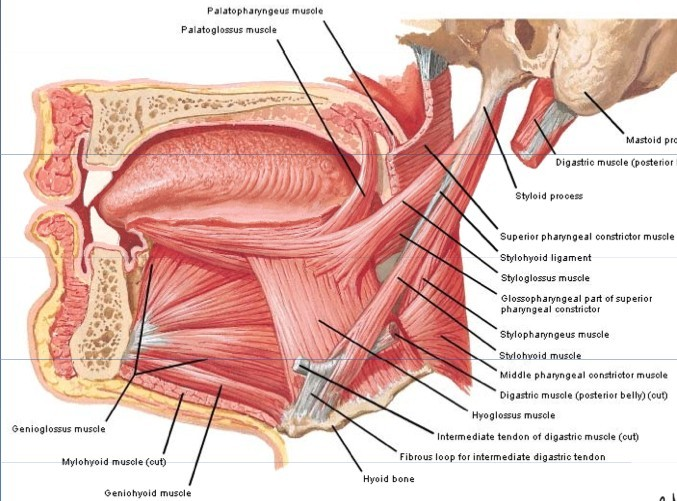 Palatopharyngeus muscle
Palatoglossus muscle
Mastoid pro
Digastric muscle (posterior
Styloid process
Superior pharyngeal constrictor muscle
Stylohyoid ligament
Styloglossus muscle
Glossopharyngeal part of superior
pharyngeal constrictor
Stylopharyngeus muscle
Stylohyoid muscle
Middle pharyngeal constrictor muscle
Digastric muscle (posterior belly) (cut)
Hyoglossus muscle
Genioglossus muscle
Intermediate tendon of digastric muscle (cut)
Fibrous loop for intermediate digastric tendon
Mylohyoid muscle (cut)
Hyoid bone
Geniohyoid muscle